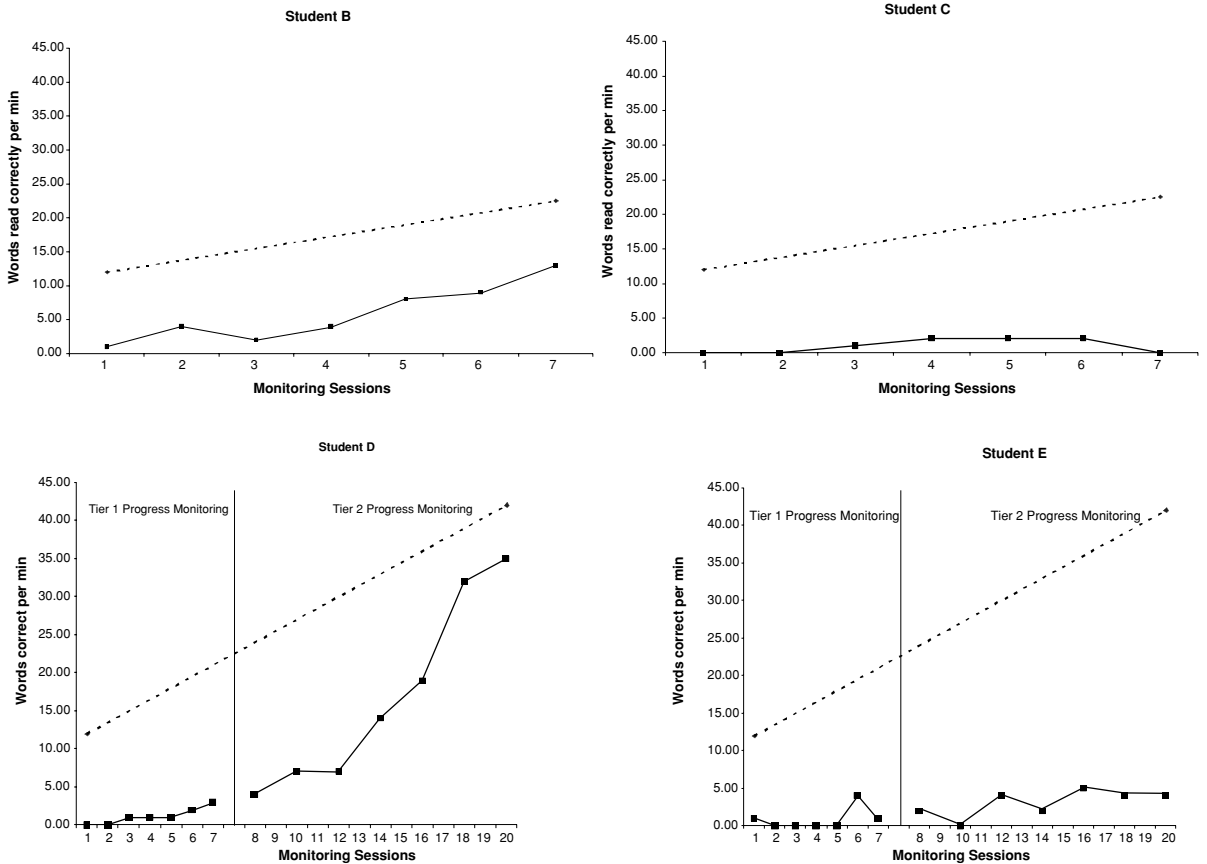 Student B
45.00
40.00
35.00
30.00
25.00
20.00
15.00
10.00
5.00
0.00
Words read correctly per min
1 2 3 4 5 6 7
Monitoring Sessions
Student C
45.00
40.00
35.00
30.00
25.00
20.00
15.00
10.00
5.00
0.00
Words read correctly per min
1 2 3 4 5 6 7
Monitoring Sessions
Student D
45.00
40.00
35.00
30.00
25.00
20.00
15.00
10.00
5.00
0.00
Words correct per min
Tier 1 Progress Monitoring
Tier 2 Progress Monitoring
1 2 3 4 5 6 7 8 9 10 11 12 13 14 15 16 17 18 19 20
Monitoring Sessions
Student E
45.00
40.00
35.00
30.00
25.00
20.00
15.00
10.00
5.00
0.00
Words correct per min
Tier 1 Progress Monitoring
Tier 2 Progress Monitoring
1 2 3 4 5 6 7 8 9 10 11 12 13 14 15 16 17 18 19 20
Monitoring Sessions